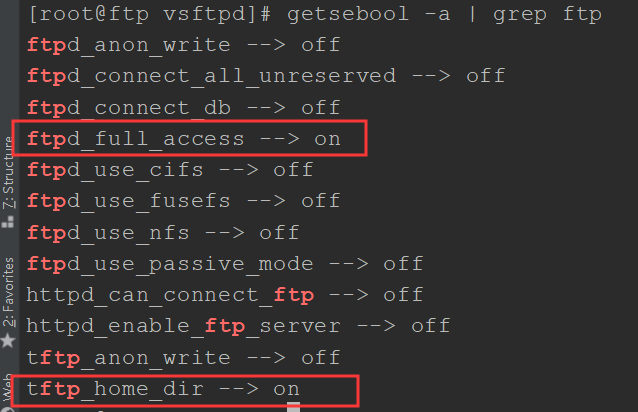 [root@ftp vsftpd]# getsebool -a | grep ftp
ftpd_anon_write --> off
ftpd_connect_all_unreserved --> off
ftpd_connect_db --> off
ftpd_full_access --> on
ftpd_use_cifs --> off
ftpd_use_fusefs --> off
ftpd_use_nfs --> off
ftpd_use_passive_mode --> off
httpd_can_connect_ftp --> off
httpd_enable_ftp_server --> off
tftp_anon_write --> off
tftp_home_dir --> on
7: Structure
2: Favorites
Web